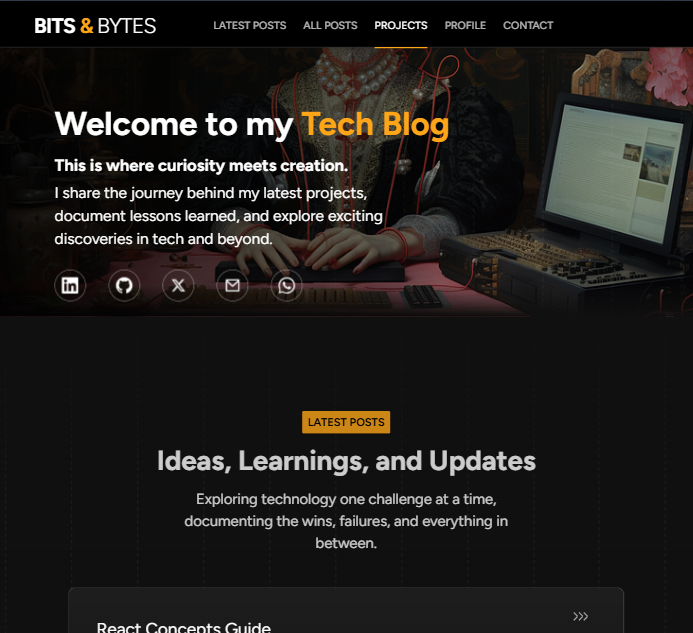 BITS & BYTES
LATEST POSTS ALL POSTS PROJECTS PROFILE CONTACT
Welcome to my Tech Blog
This is where curiosity meets creation.
I share the journey behind my latest projects,
document lessons learned, and explore exciting
discoveries in tech and beyond.
LATEST POSTS
Ideas, Learnings, and Updates
Exploring technology one challenge at a time,
documenting the wins, failures, and everything in
between.
React Concepts Guide